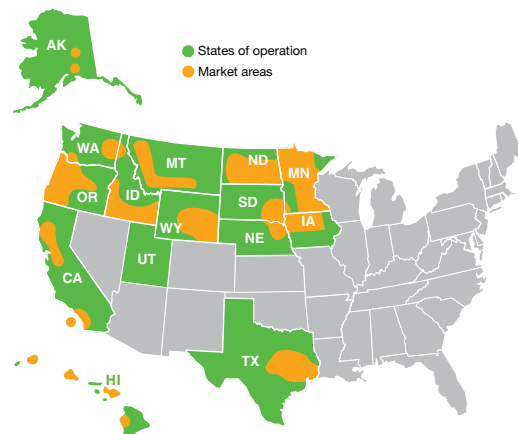 AK
States of operation
Market areas
WA
MT
ND
MN
OR
ID
SD
WY
IA
NE
UT
CA
TX
HI